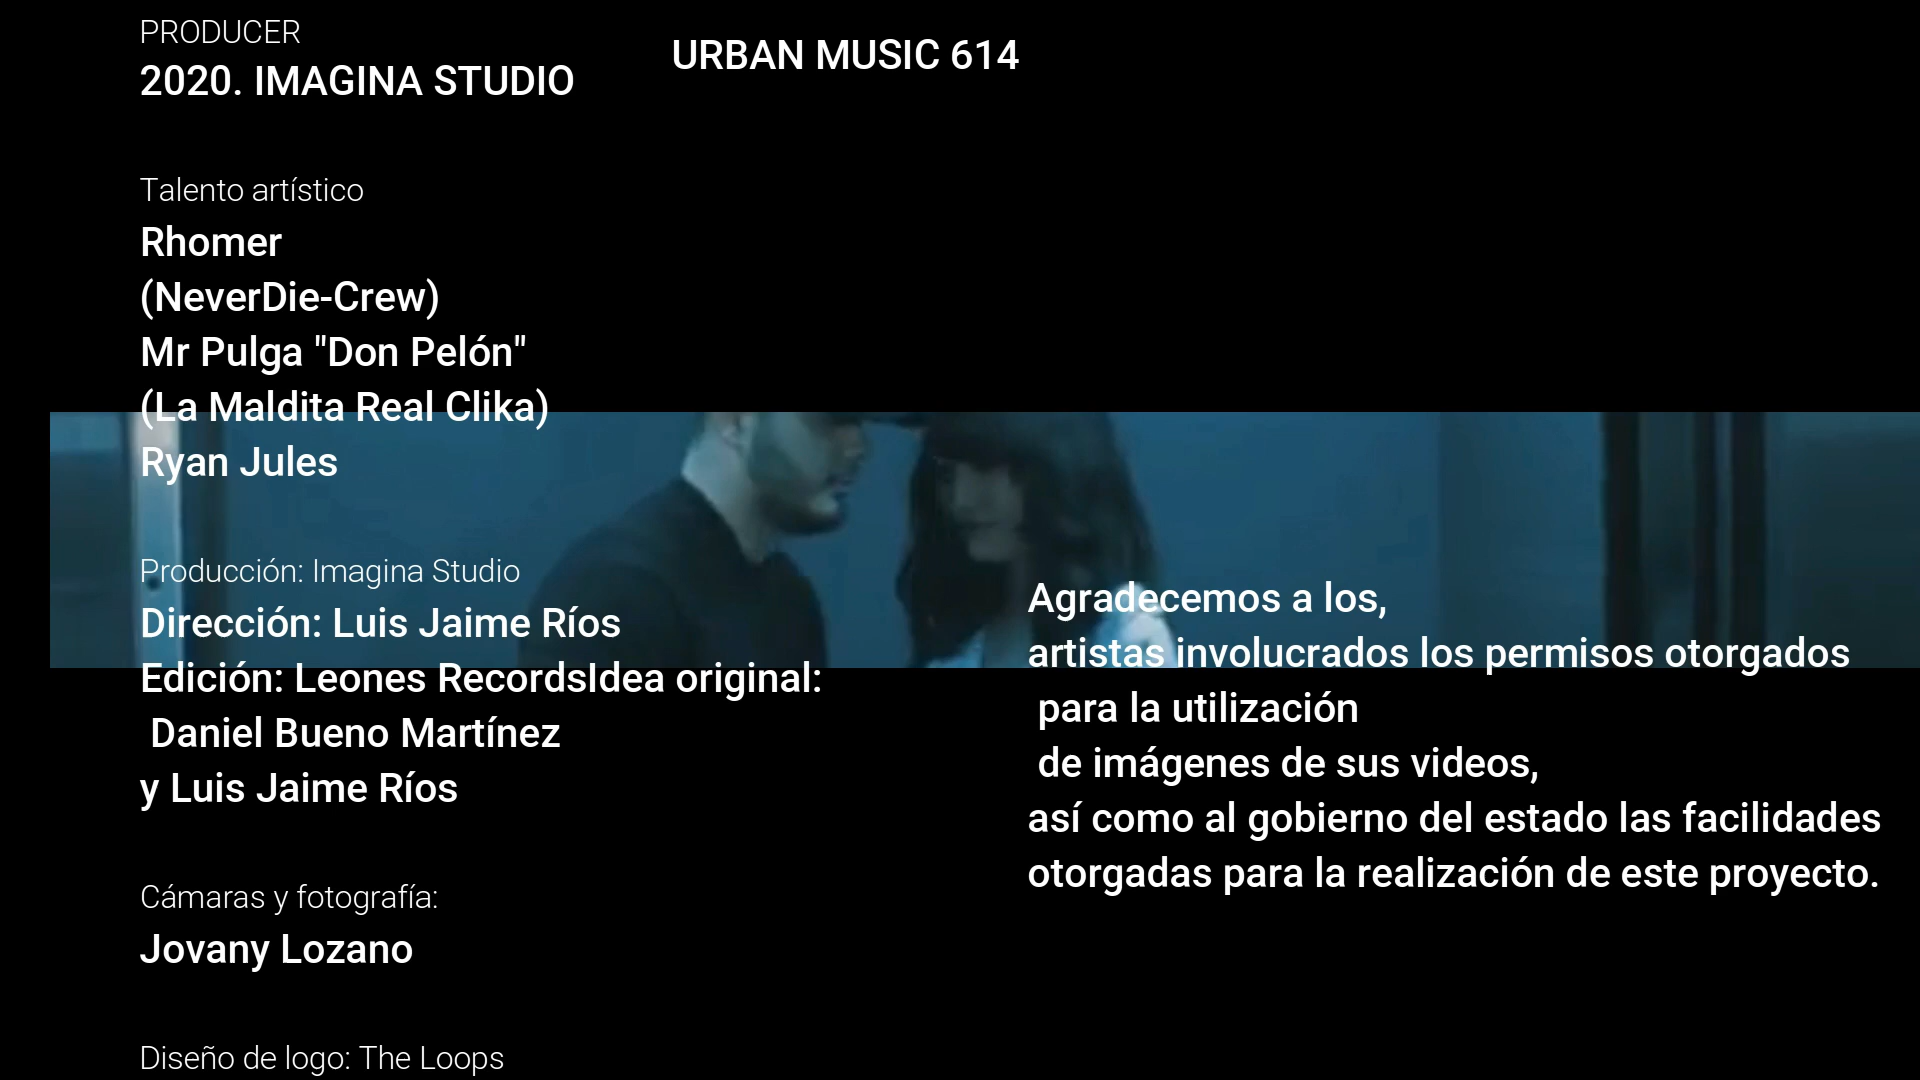 PRODUCER
2020. IMAGINA STUDIO
URBAN MUSIC 614
Talento artístico
Rhomer
(NeverDie-Crew)
Mr Pulga "Don Pelón"
(La Maldita Real Clika)
Ryan Jules
Producción: Imagina Studio
Dirección: Luis Jaime Ríos
Edición: Leones RecordsIdea original:
Daniel Bueno Martínez
y Luis Jaime Ríos
Cámaras y fotografía:
Jovany Lozano
Diseño de logo: The Loops
Agradecemos a los,
artistas involucrados los permisos otorgados
para la utilización
de imágenes de sus videos,
así como al gobierno del estado las facilidades
otorgadas para la realización de este proyecto.